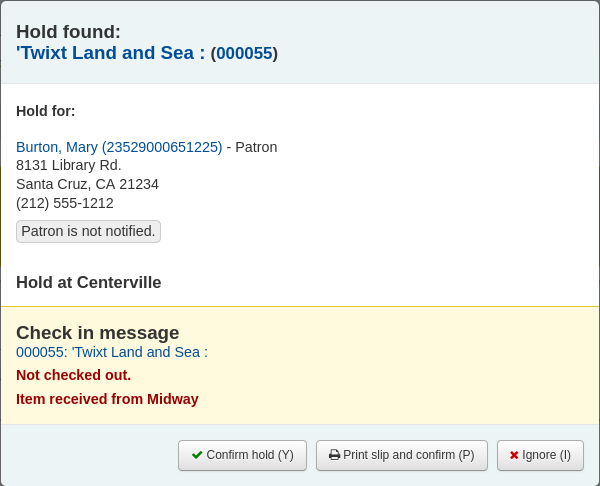 Hold found:
'Twixt Land and Sea : (000055)
Hold for:
Burton, Mary (23529000651225) - Patron
8131 Library Rd.
Santa Cruz, CA 21234
(212) 555-1212
Patron is not notified.
Hold at Centerville
Check in message
000055: 'Twixt Land and Sea :
Not checked out.
Item received from Midway
Confirm hold (Y) Print slip and confirm (P) Ignore (I)